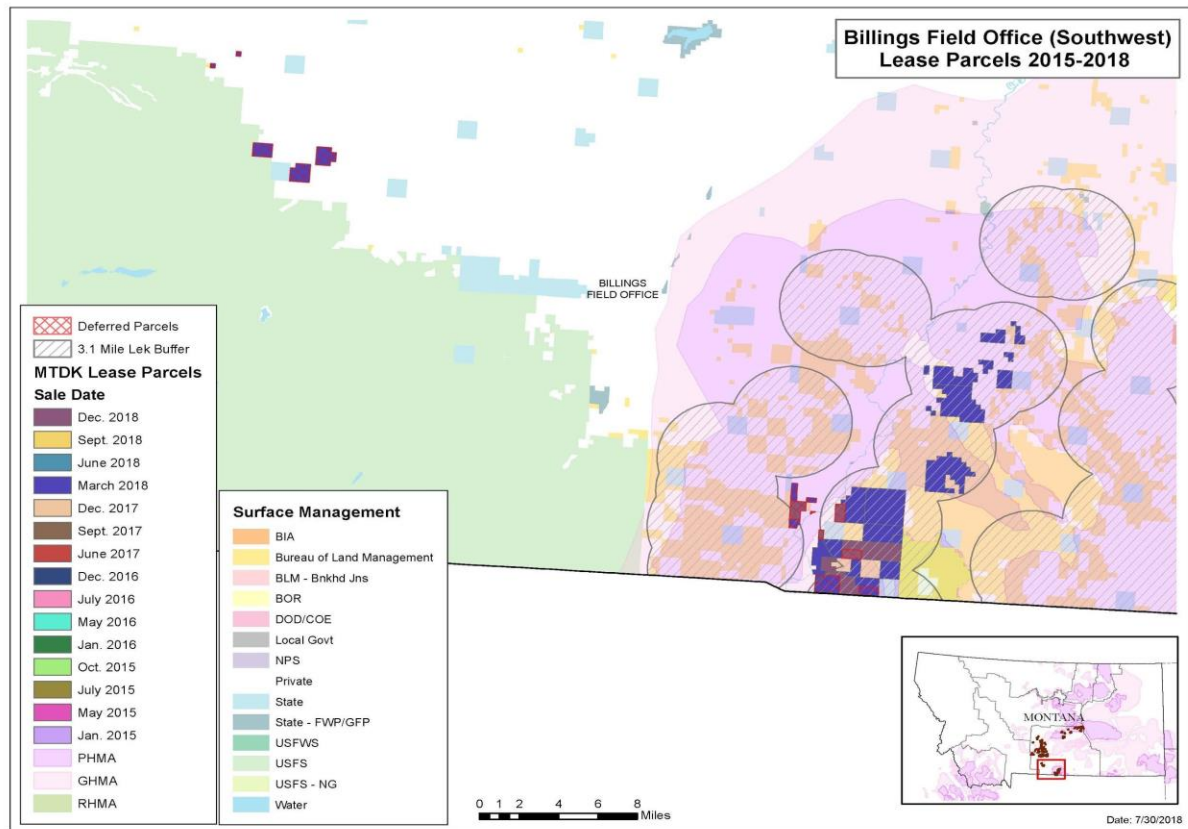 Billings Field Office (Southwest)
Lease Parcels 2015-2018
BILLINGS
FIELD OFFICE
Deferred Parcels
3.1 Mile Lek Buffer
MTDK Lease Parcels
Sale Date
Dec. 2018
Sept. 2018
June 2018
March 2018
Dec. 2017
Sept. 2017
June 2017
Dec. 2016
July 2016
May 2016
Jan. 2016
Oct. 2015
July 2015
May 2015
Jan. 2015
PHMA
GHMA
RHMA
Surface Management
BIA
Bureau of Land Management
BLM - Bnkhd Jns
BOR
DOD/COE
Local Govt
NPS
Private
State
State - FWP/GFP
USFWS
USFS
USFS - NG
Water
0 1 2 4 6 8
Miles
MONTANA
Date: 7/30/2018